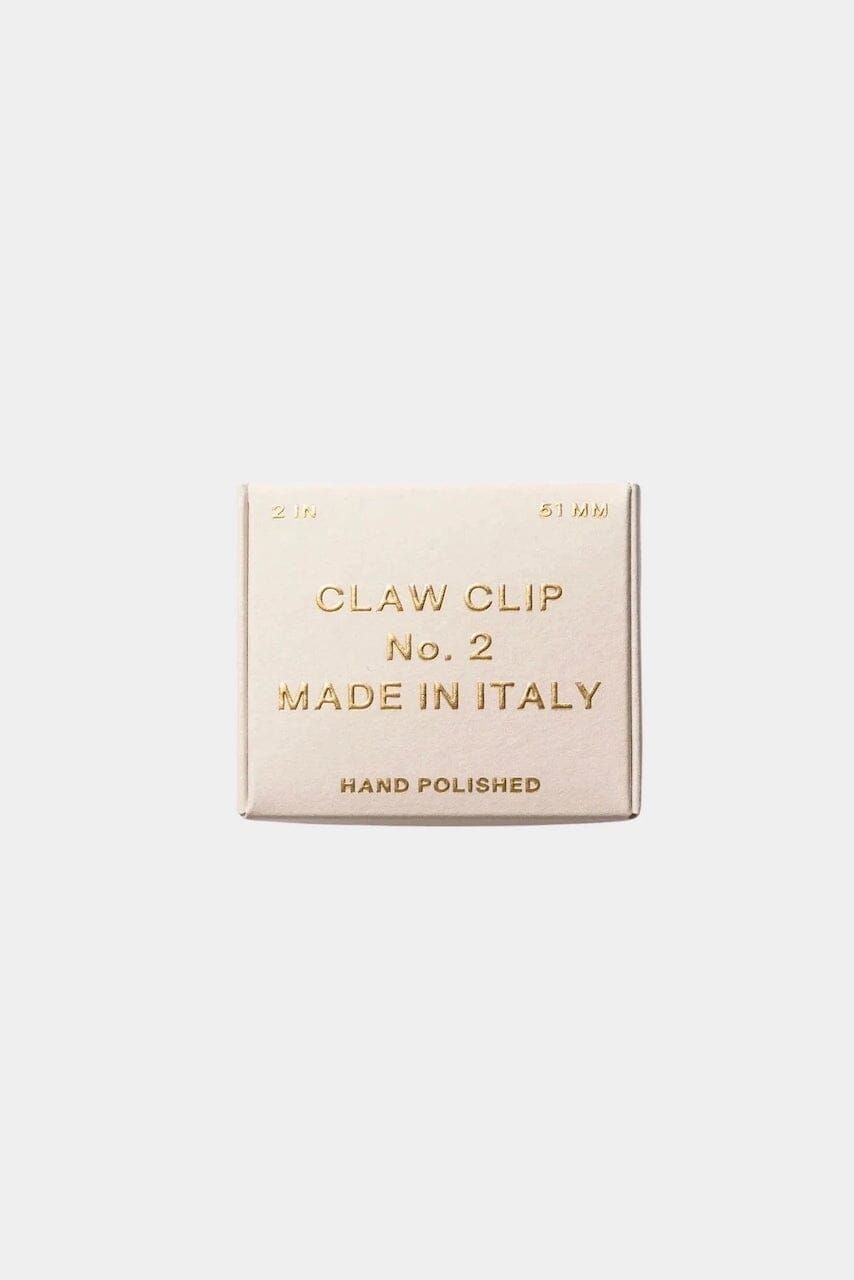 2 IN 51 MM
CLAW CLIP
No. 2
MADE IN ITALY
HAND POLISHED